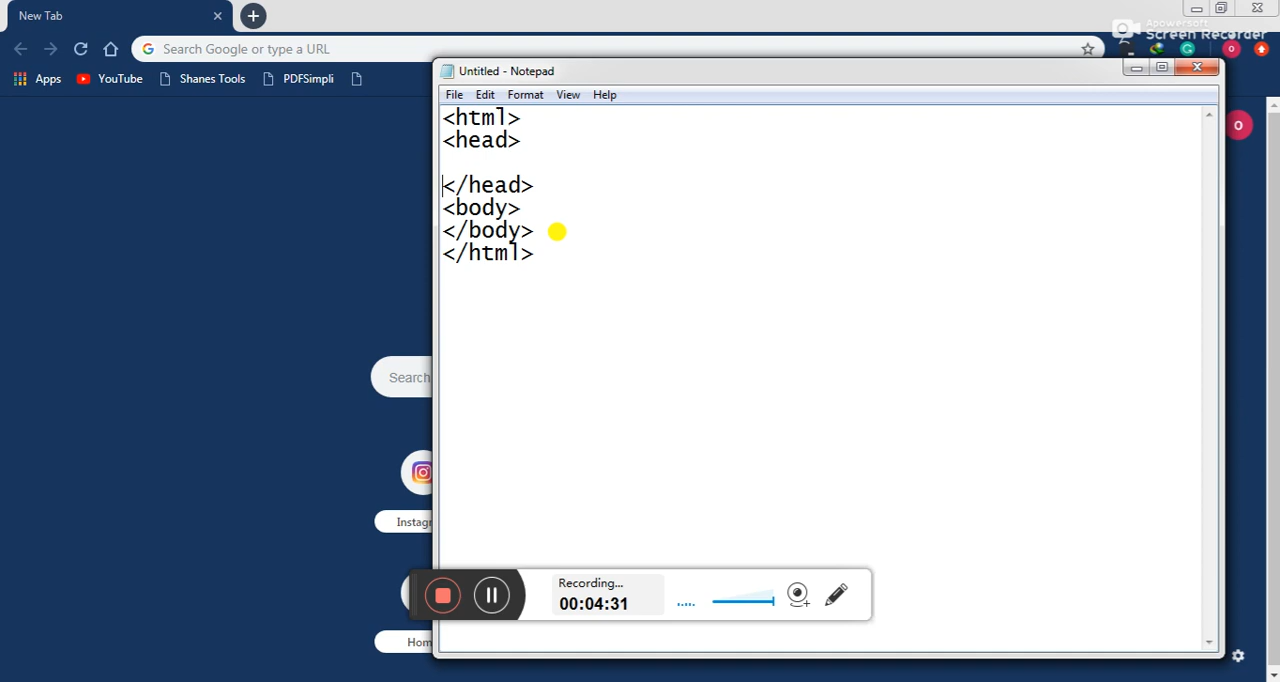 New Tab
Apowersoft
Screen Recorder
Search Google or type a URL
Apps
YouTube
Shanes Tools
PDFSimpli
Untitled - Notepad
File Edit Format View Help
<html>
<head>
</head>
<body>
</body>
</html>
O
O
Search
Instagr
Hom
Recording...
00:04:31